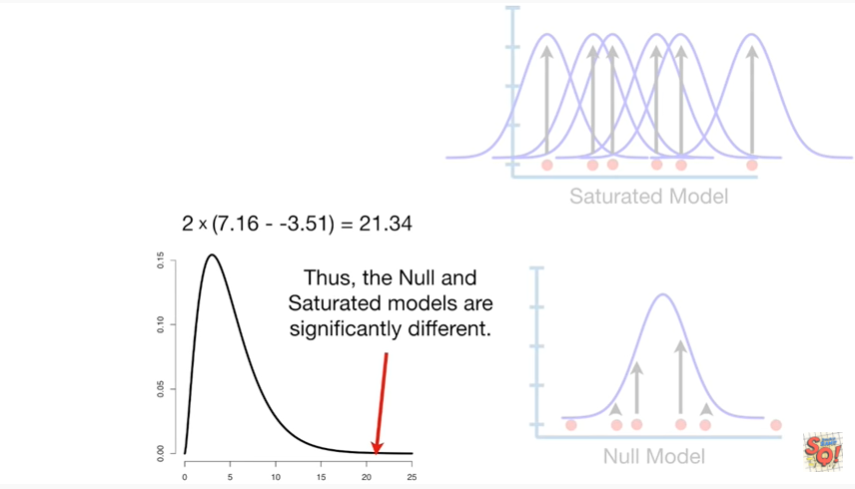 Saturated Model
2 × (7.16 - -3.51) = 21.34
Thus, the Null and
Saturated models are
significantly different.
0.15
0.10
0.05
0.00
0 5 10 15 20 25
Null Model
SQ!